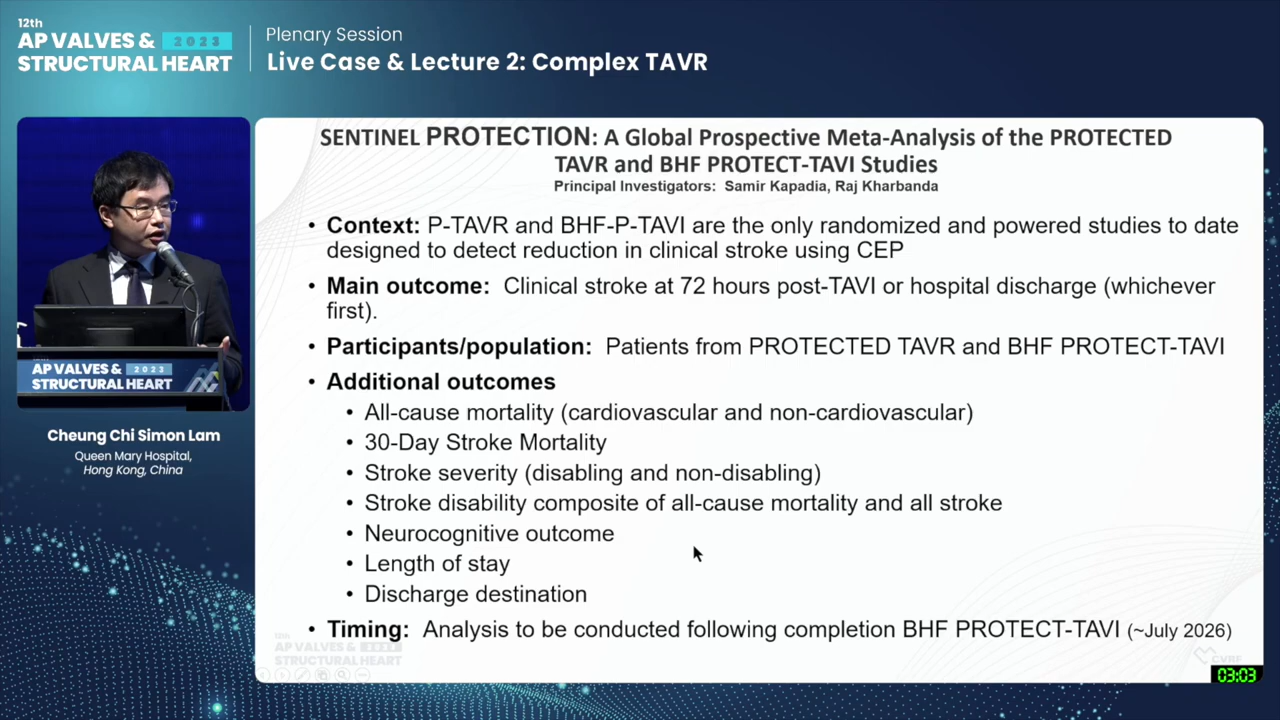 12th
AP VALVES & 2023
STRUCTURAL HEART
Plenary Session
Live Case & Lecture 2: Complex TAVR
SENTINEL PROTECTION: A Global Prospective Meta-Analysis of the PROTECTED
TAVR and BHF PROTECT-TAVI Studies
Principal Investigators: Samir Kapadia, Raj Kharbanda
• Context: P-TAVR and BHF-P-TAVI are the only randomized and powered studies to date
designed to detect reduction in clinical stroke using CEP
• Main outcome: Clinical stroke at 72 hours post-TAVI or hospital discharge (whichever
first).
• Participants/population: Patients from PROTECTED TAVR and BHF PROTECT-TAVI
• Additional outcomes
• All-cause mortality (cardiovascular and non-cardiovascular)
• 30-Day Stroke Mortality
• Stroke severity (disabling and non-disabling)
• Stroke disability composite of all-cause mortality and all stroke
• Neurocognitive outcome
• Length of stay
• Discharge destination
• Timing: Analysis to be conducted following completion BHF PROTECT-TAVI (~July 2026)
12th
AP VALVES & 2023
STRUCTURAL HEART
CVRF
03:03
AP VALVES & 2023
STRUCTURAL HEART
Cheung Chi Simon Lam
Queen Mary Hospital,
Hong Kong, China